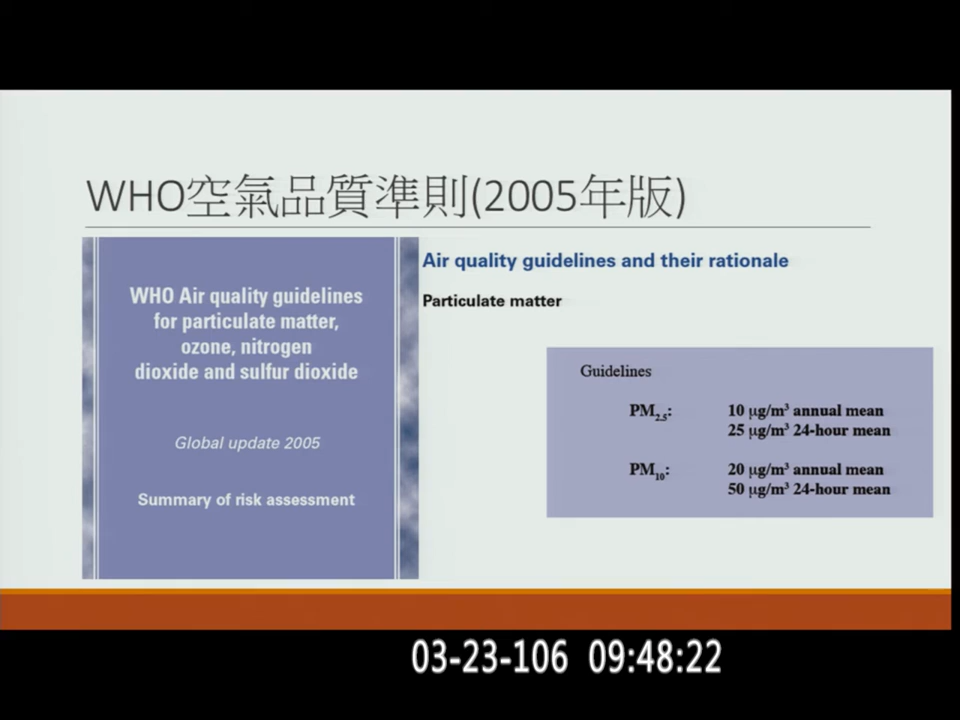 WHO空氣品質準則(2005年版)
WHO Air quality guidelines
for particulate matter,
ozone, nitrogen
dioxide and sulfur dioxide
Global update 2005
Summary of risk assessment
Air quality guidelines and their rationale
Particulate matter
Guidelines
PM2.5: 10 μg/m³ annual mean
25 μg/m³ 24-hour mean
PM10: 20 μg/m³ annual mean
50 μg/m³ 24-hour mean
03-23-106 09:48:22